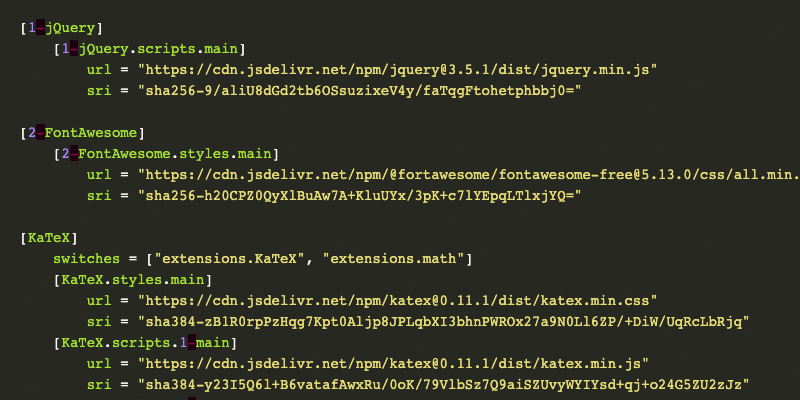 [1-jQuery]
[1-jQuery.scripts.main]
url = "https://cdn.jsdelivr.net/npm/jquery@3.5.1/dist/jquery.min.js"
sri = "sha256-9/aliU8dGd2tb6OSsuzixeV4y/faTqgFtohetphbbj0="
[2-FontAwesome]
[2-FontAwesome.styles.main]
url = "https://cdn.jsdelivr.net/npm/@fortawesome/fontawesome-free@5.13.0/css/all.min.
sri = "sha256-h20CPZ0QyXlBuAw7A+KluUYx/3pK+c7lYEpqLTlxjYQ="
[KaTeX]
switches = ["extensions.KaTeX", "extensions.math"]
[KaTeX.styles.main]
url = "https://cdn.jsdelivr.net/npm/katex@0.11.1/dist/katex.min.css"
sri = "sha384-zB1R0rpPzHqg7Kpt0Aljp8JPLqbXI3bhnPWROx27a9N0Ll6ZP/+DiW/UqRcLbRjq"
[KaTeX.scripts.1-main]
url = "https://cdn.jsdelivr.net/npm/katex@0.11.1/dist/katex.min.js"
sri = "sha384-y23I5Q6l+B6vatafAwxRu/0oK/79VlbSz7Q9aiSZUvyWYIYsd+qj+o24G5ZU2zJz"